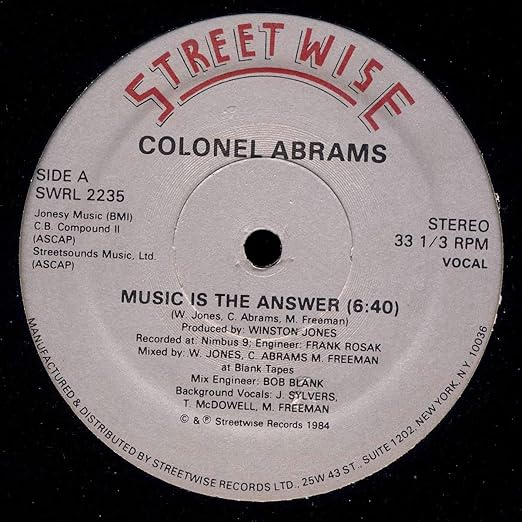 STREETWISE
COLONEL ABRAMS
SIDE A
SWRL 2235
Jonesy Music (BMI)
C.B. Compound II
(ASCAP)
Streetsounds Music, Ltd.
(ASCAP)
STEREO
33 1/3 RPM
VOCAL
MUSIC IS THE ANSWER (6:40)
(W. Jones, C. Abrams, M. Freeman)
Produced by: WINSTON JONES
Recorded at: Nimbus 9; Engineer: FRANK ROSAK
Mixed by: W. JONES, C. ABRAMS M. FREEMAN
at Blank Tapes
Mix Engineer: BOB BLANK
Background Vocals: J. SYLVERS,
T. McDOWELL, M. FREEMAN
© & ℗ Streetwise Records 1984
MANUFACTURED & DISTRIBUTED BY STREETWISE RECORDS LTD., 25W 43 ST., SUITE 1202, NEW YORK, N.Y. 10036